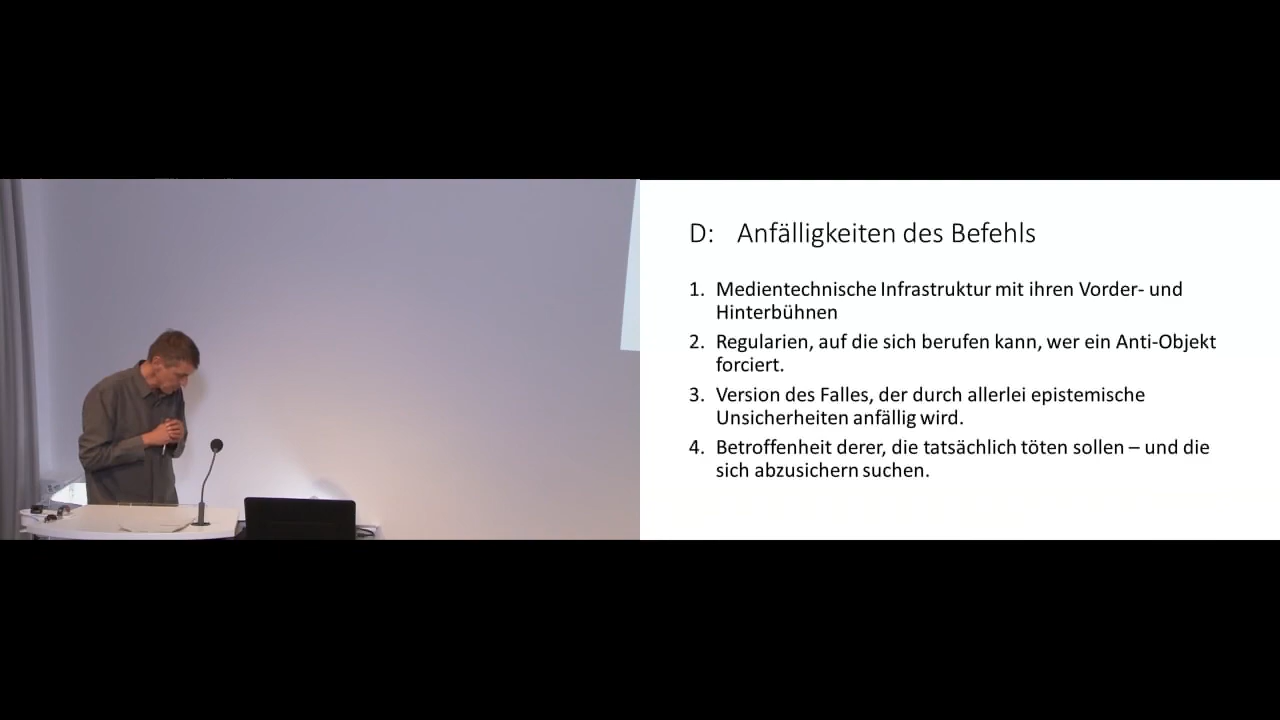 D: Anfälligkeiten des Befehls
1. Medientechnische Infrastruktur mit ihren Vorder- und
Hinterbühnen
2. Regularien, auf die sich berufen kann, wer ein Anti-Objekt
forciert.
3. Version des Falles, der durch allerlei epistemische
Unsicherheiten anfällig wird.
4. Betroffenheit derer, die tatsächlich töten sollen – und die
sich abzusichern suchen.